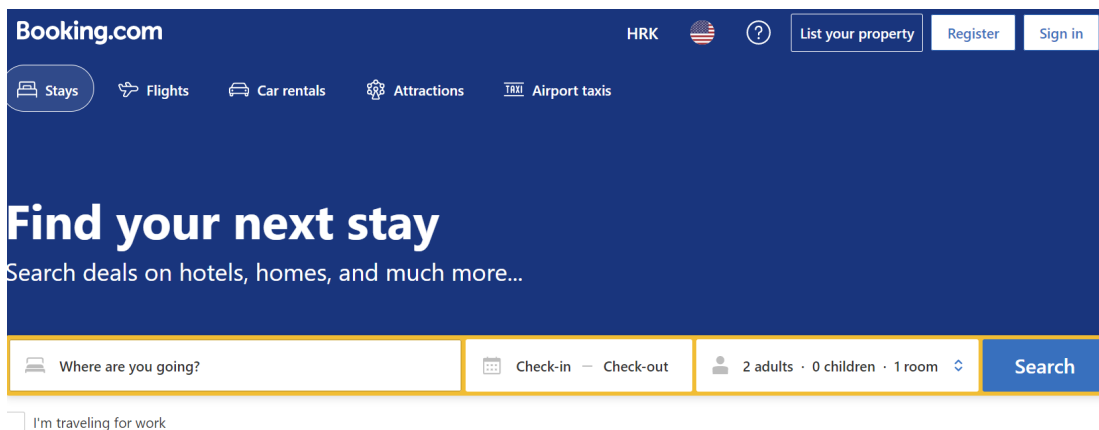 Booking.com HRK List your property Register Sign in
Stays Flights Car rentals Attractions TAXI Airport taxis
Find your next stay
Search deals on hotels, homes, and much more...
Where are you going? Check-in — Check-out 2 adults · 0 children · 1 room Search
I'm traveling for work